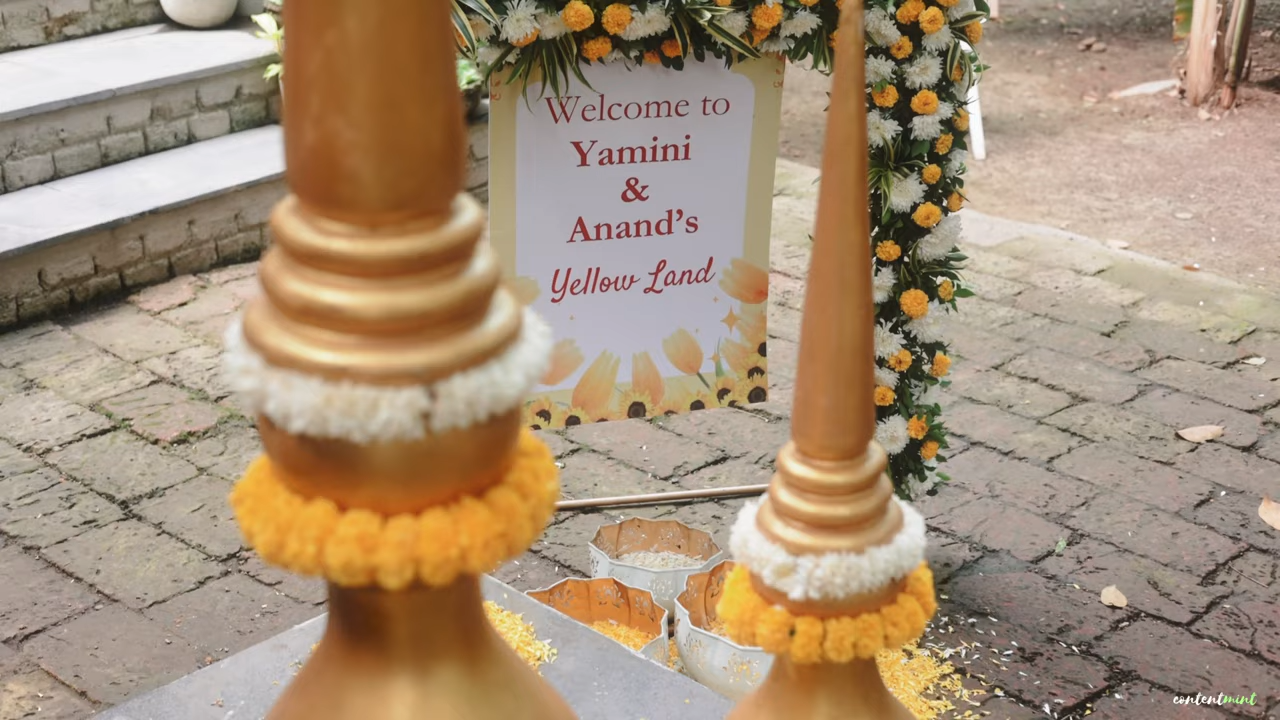 Welcome to
Yamini
&
Anand's
Yellow Land
contentmint